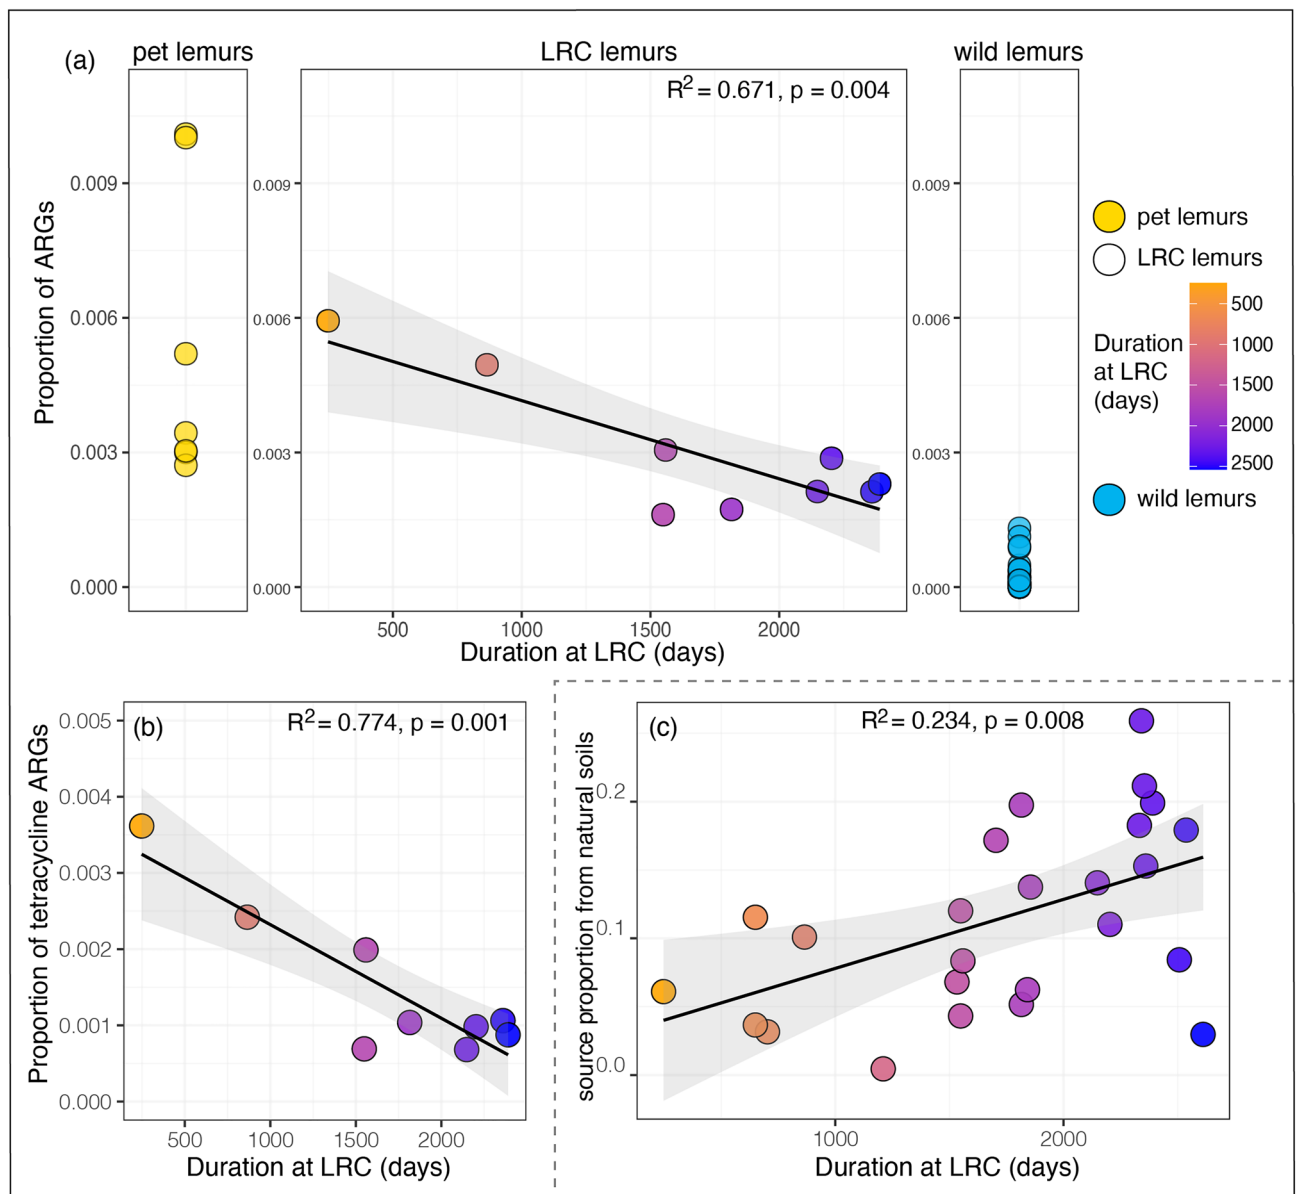 (a)
pet lemurs
LRC lemurs
wild lemurs
R² = 0.671, p = 0.004
Proportion of ARGs
0.009
0.006
0.003
0.000
0.009
0.006
0.003
0.000
0.009
0.006
0.003
0.000
500
1000
1500
2000
Duration at LRC (days)
pet lemurs
LRC lemurs
Duration
at LRC
(days)
500
1000
1500
2000
2500
wild lemurs
(b)
R² = 0.774, p = 0.001
Proportion of tetracycline ARGs
0.005
0.004
0.003
0.002
0.001
0.000
500
1000
1500
2000
Duration at LRC (days)
(c)
R² = 0.234, p = 0.008
source proportion from natural soils
0.2
0.1
0.0
1000
2000
Duration at LRC (days)